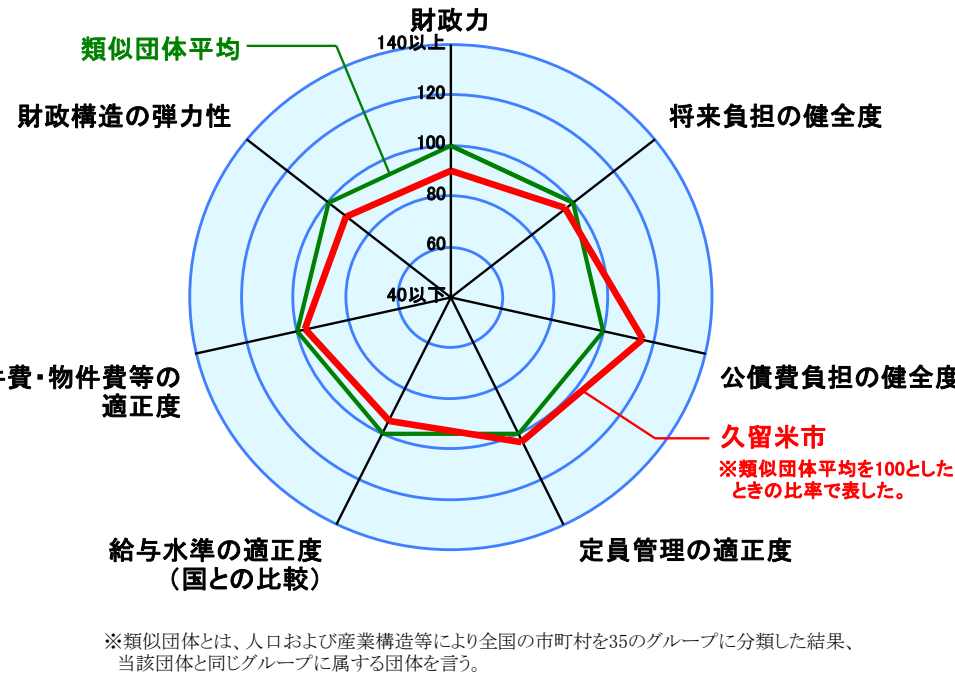 財政力
140以上
類似団体平均
120
財政構造の弾力性
将来負担の健全度
100
80
60
40以下
件費・物件費等の
適正度
公債費負担の健全度
久留米市
※類似団体平均を100とした
ときの比率で表した。
給与水準の適正度
（国との比較）
定員管理の適正度
※類似団体とは、人口および産業構造等により全国の市町村を35のグループに分類した結果、
当該団体と同じグループに属する団体を言う。